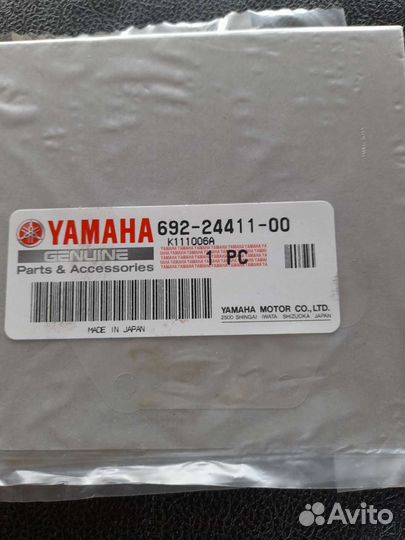 YAMAHA 692-24411-00
K111006A
GENUINE
Parts & Accessories
1 PC
YAMAHA MOTOR CO., LTD.
2500 SHINGAI IWATA SHIZUOKA JAPAN
MADE IN JAPAN
Avito